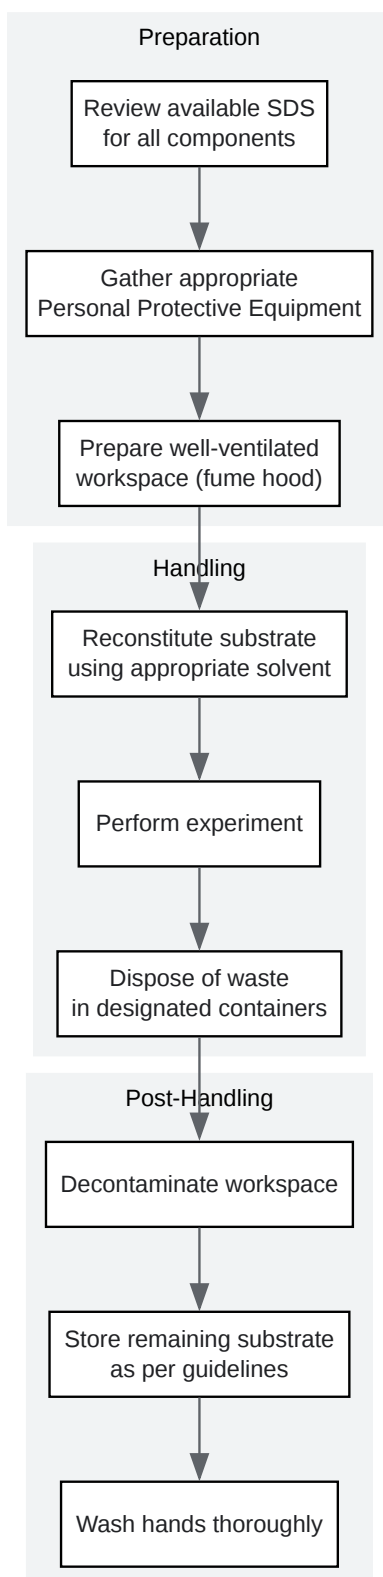 Preparation
Review available SDS
for all components
Gather appropriate
Personal Protective Equipment
Prepare well-ventilated
workspace (fume hood)
Handling
Reconstitute substrate
using appropriate solvent
Perform experiment
Dispose of waste
in designated containers
Post-Handling
Decontaminate workspace
Store remaining substrate
as per guidelines
Wash hands thoroughly